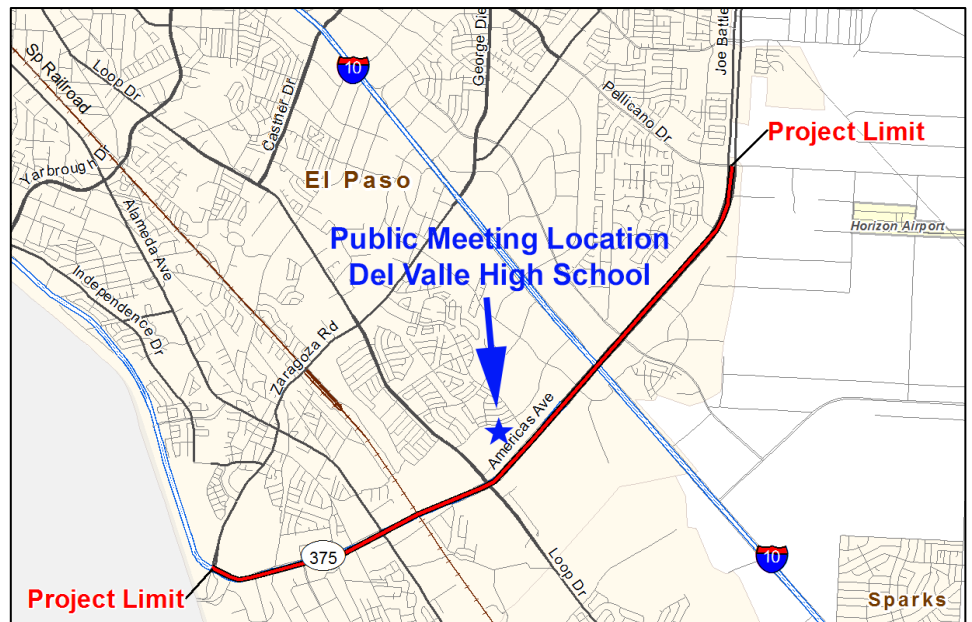 Sp Railroad
Loop Dr
Castner Dr
10
George Die
Joe Battle
Pellicano Dr
Project Limit
Yarbrough Dr
El Paso
Alameda Ave
Horizon Airport
Public Meeting Location
Del Valle High School
Independence Dr
Zaragoza Rd
Americas Ave
375
Loop Dr
10
Project Limit
Sparks